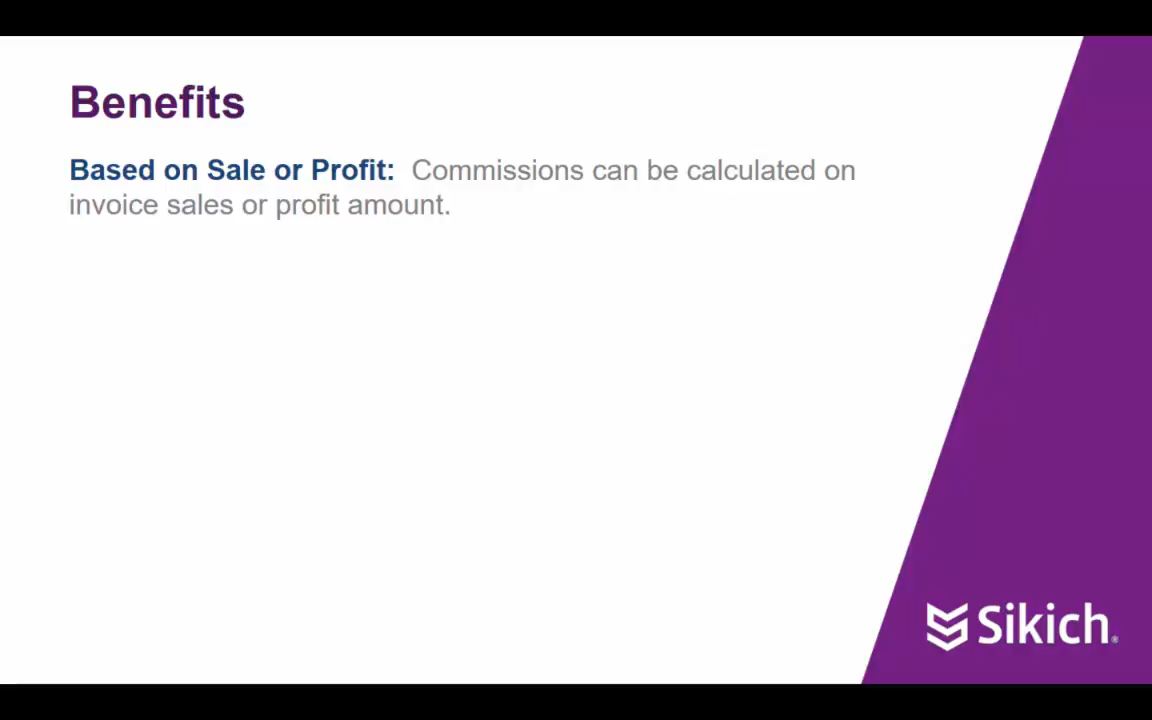 Benefits
Based on Sale or Profit: Commissions can be calculated on
invoice sales or profit amount.
Sikich®